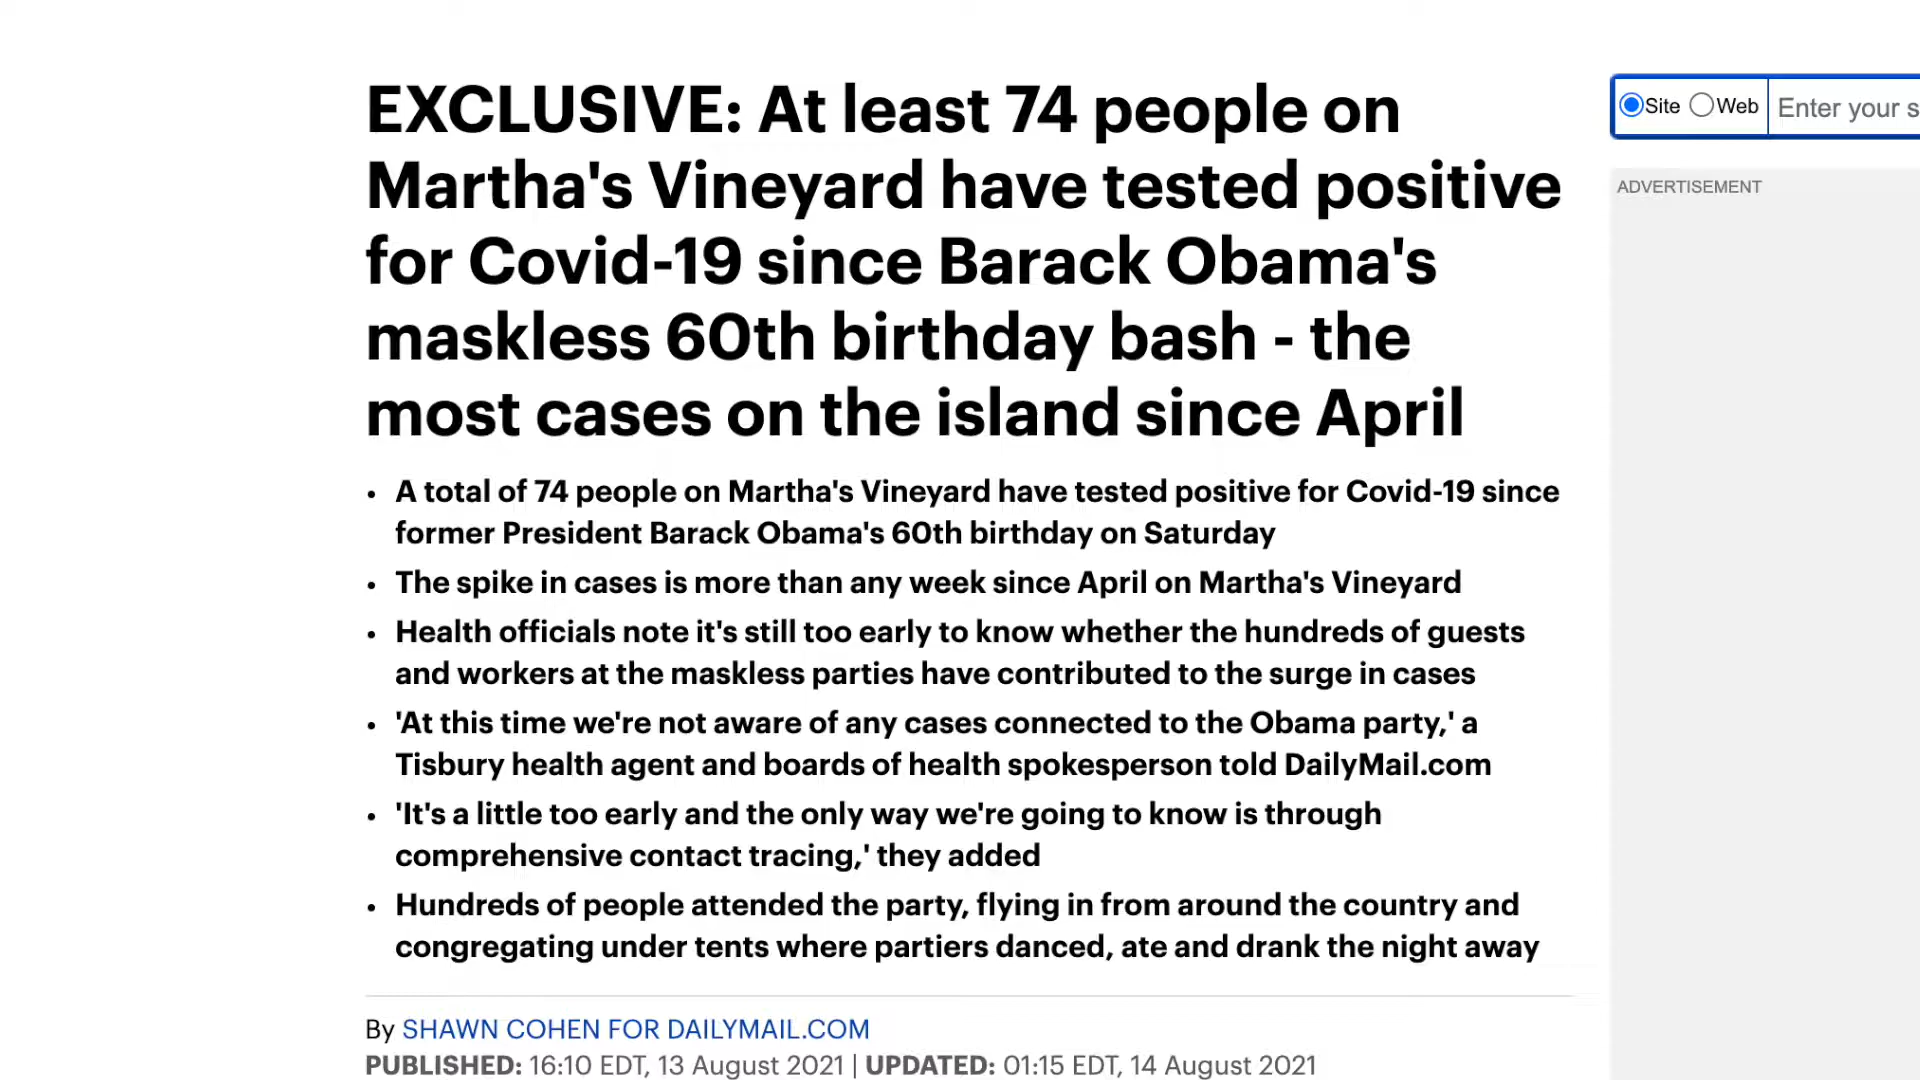 EXCLUSIVE: At least 74 people on
Martha's Vineyard have tested positive
for Covid-19 since Barack Obama's
maskless 60th birthday bash - the
most cases on the island since April
• A total of 74 people on Martha's Vineyard have tested positive for Covid-19 since
former President Barack Obama's 60th birthday on Saturday
• The spike in cases is more than any week since April on Martha's Vineyard
• Health officials note it's still too early to know whether the hundreds of guests
and workers at the maskless parties have contributed to the surge in cases
• 'At this time we're not aware of any cases connected to the Obama party,' a
Tisbury health agent and boards of health spokesperson told DailyMail.com
• 'It's a little too early and the only way we're going to know is through
comprehensive contact tracing,' they added
• Hundreds of people attended the party, flying in from around the country and
congregating under tents where partiers danced, ate and drank the night away
By SHAWN COHEN FOR DAILYMAIL.COM
PUBLISHED: 16:10 EDT, 13 August 2021 | UPDATED: 01:15 EDT, 14 August 2021
Site Web Enter your s
ADVERTISEMENT